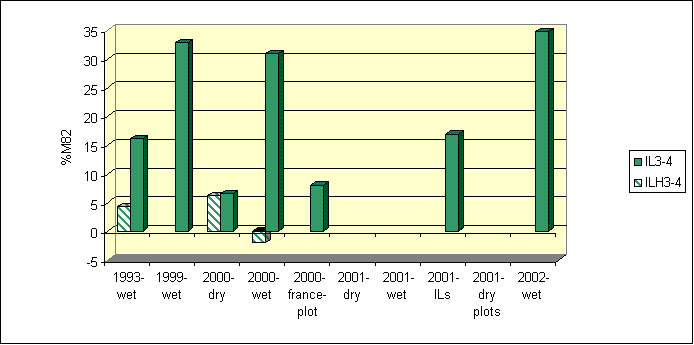 35
30
25
20
15
10
5
0
-5
%M82
1993-
wet
1999-
wet
2000-
dry
2000-
wet
2000-
france-
plot
2001-
dry
2001-
wet
2001-
ILs
2001-
dry
plots
2002-
wet
IL3-4
ILH3-4